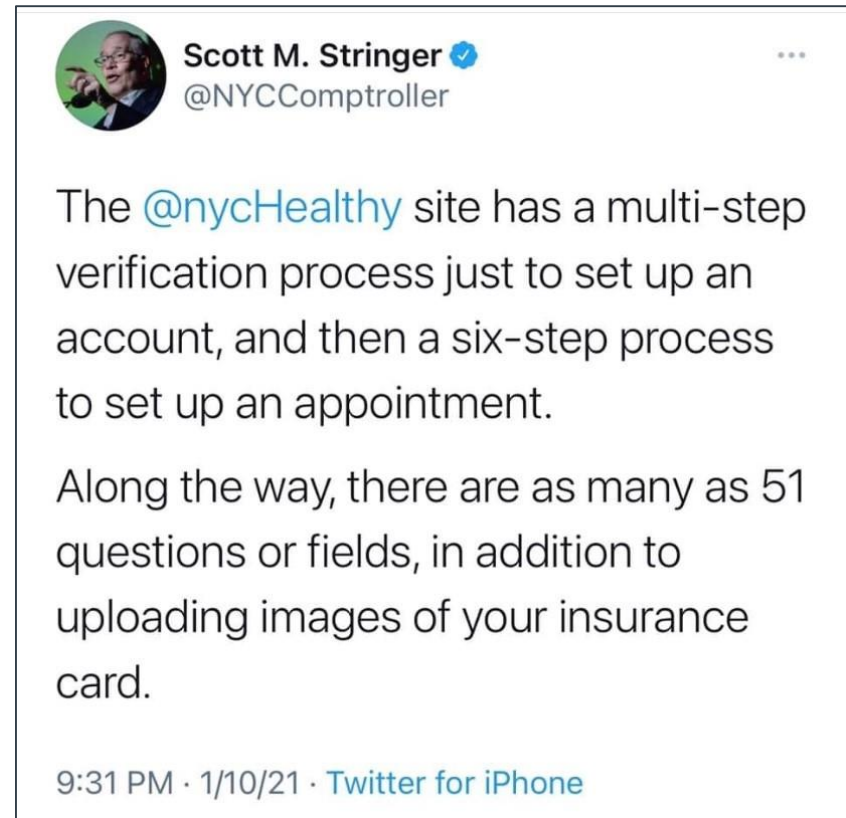 Scott M. Stringer
@NYCComptroller
The @nycHealthy site has a multi-step
verification process just to set up an
account, and then a six-step process
to set up an appointment.
Along the way, there are as many as 51
questions or fields, in addition to
uploading images of your insurance
card.
9:31 PM · 1/10/21 · Twitter for iPhone